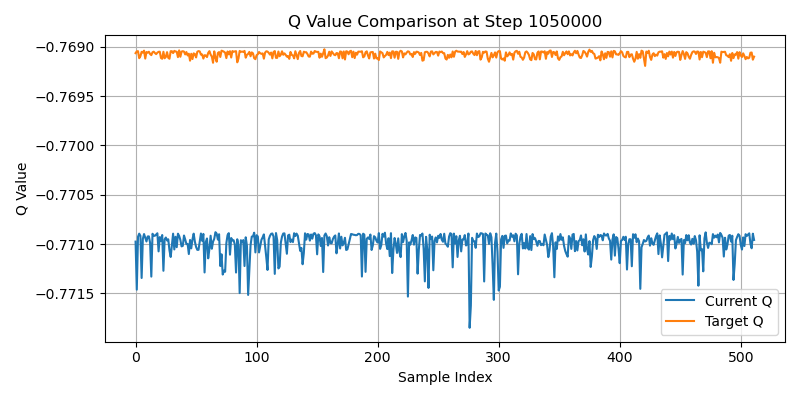 Q Value Comparison at Step 1050000
Q Value
−0.7690
−0.7695
−0.7700
−0.7705
−0.7710
−0.7715
0 100 200 300 400 500
Sample Index
Current Q
Target Q